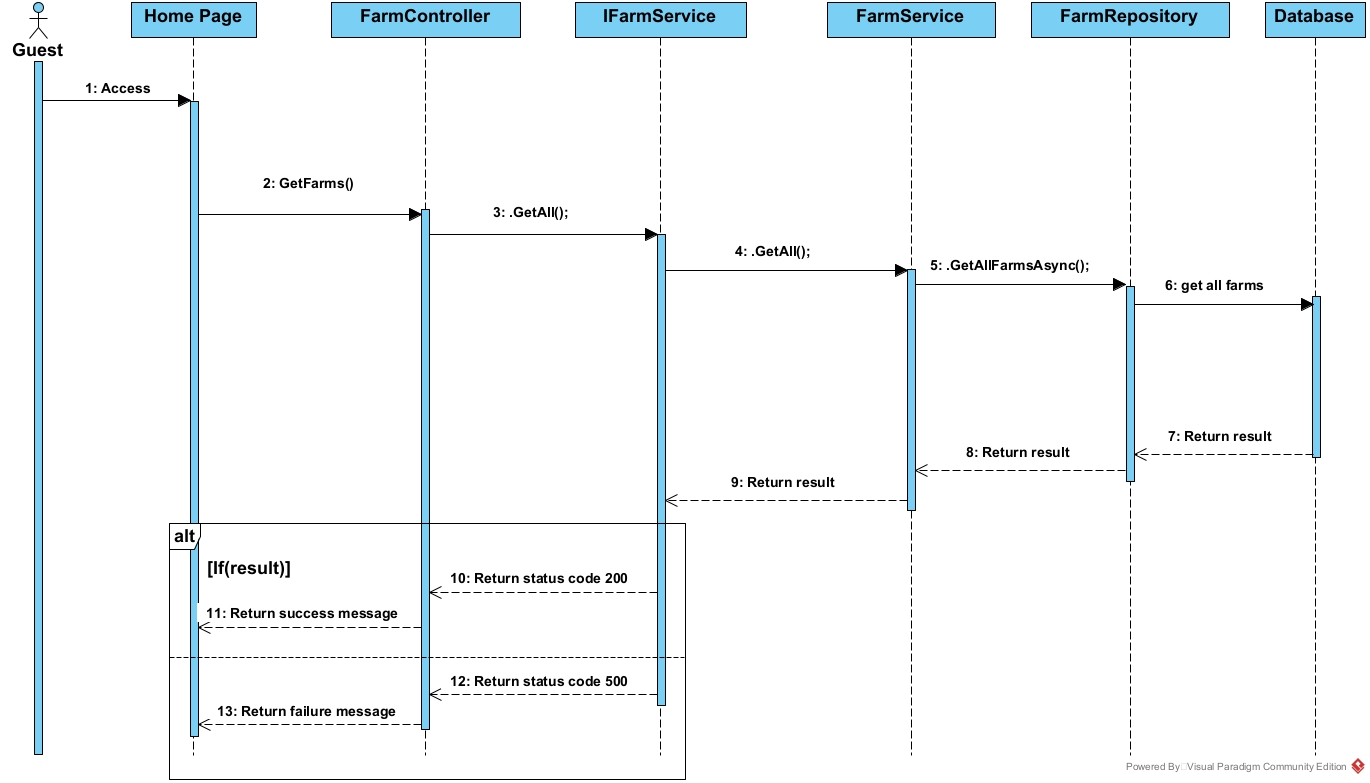 Home Page
FarmController
IFarmService
FarmService
FarmRepository
Database
Guest
1: Access
2: GetFarms()
3: .GetAll();
4: .GetAll();
5: .GetAllFarmsAsync();
6: get all farms
7: Return result
8: Return result
9: Return result
alt
[If(result)]
10: Return status code 200
11: Return success message
12: Return status code 500
13: Return failure message
Powered By Visual Paradigm Community Edition